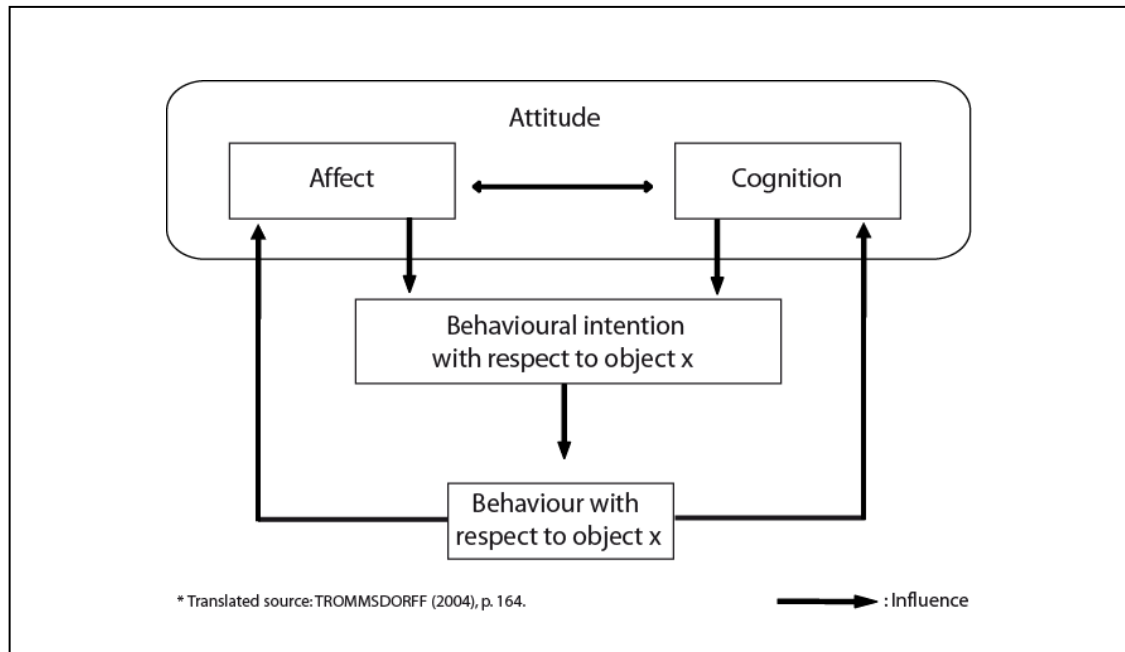 Attitude
Affect
Cognition
Behavioural intention
with respect to object x
Behaviour with
respect to object x
* Translated source: TROMMSDORFF (2004), p. 164.
: Influence